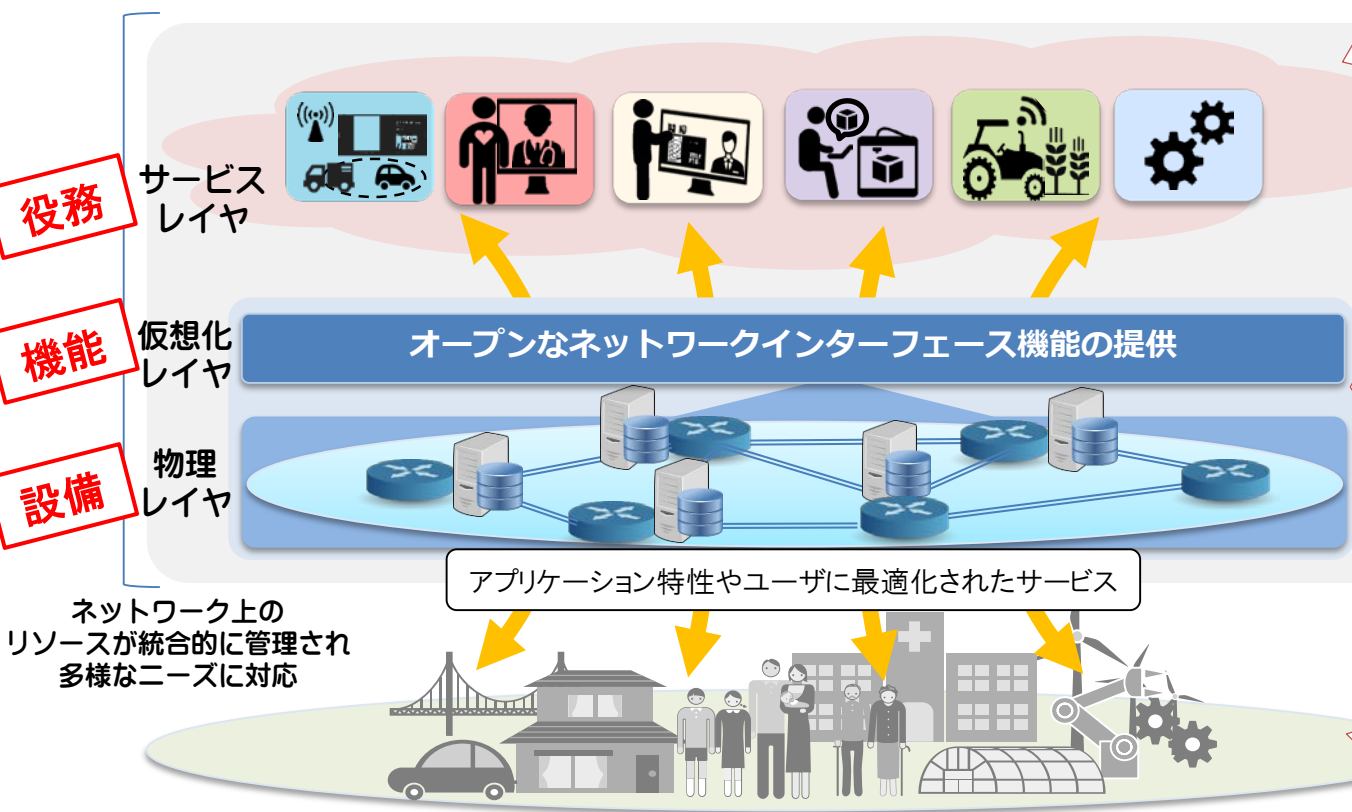 役務
サービス
レイヤ
機能
仮想化
レイヤ
オープンなネットワークインターフェース機能の提供
設備
物理
レイヤ
アプリケーション特性やユーザに最適化されたサービス
ネットワーク上の
リソースが統合的に管理され
多様なニーズに対応